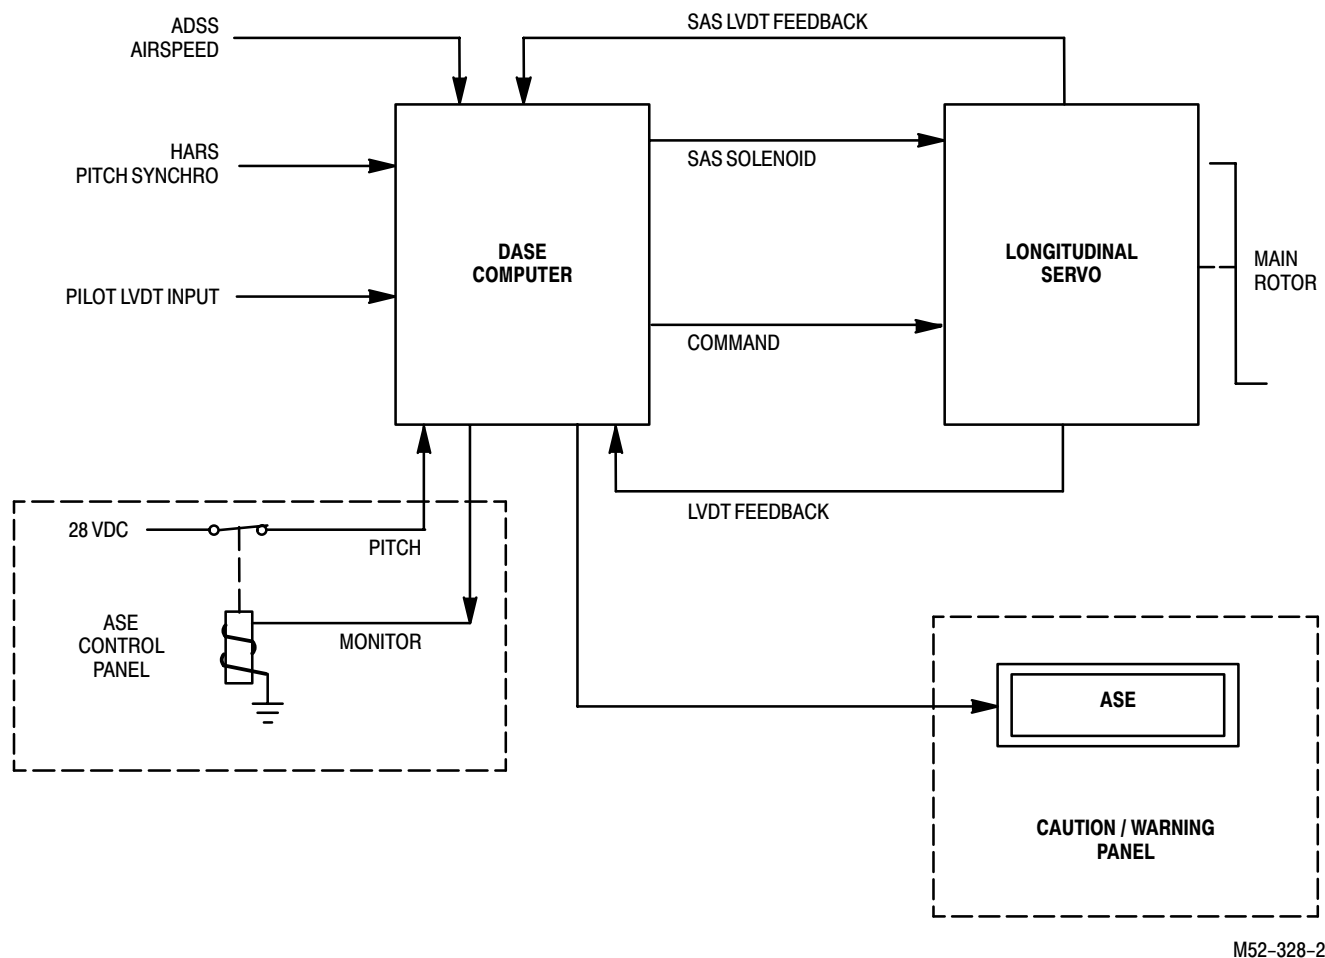 ADSS
AIRSPEED
SAS LVDT FEEDBACK
HARS
PITCH SYNCHRO
SAS SOLENOID
DASE
COMPUTER
LONGITUDINAL
SERVO
MAIN
ROTOR
PILOT LVDT INPUT
COMMAND
28 VDC
PITCH
LVDT FEEDBACK
ASE
CONTROL
PANEL
MONITOR
ASE
CAUTION / WARNING
PANEL
M52-328-2